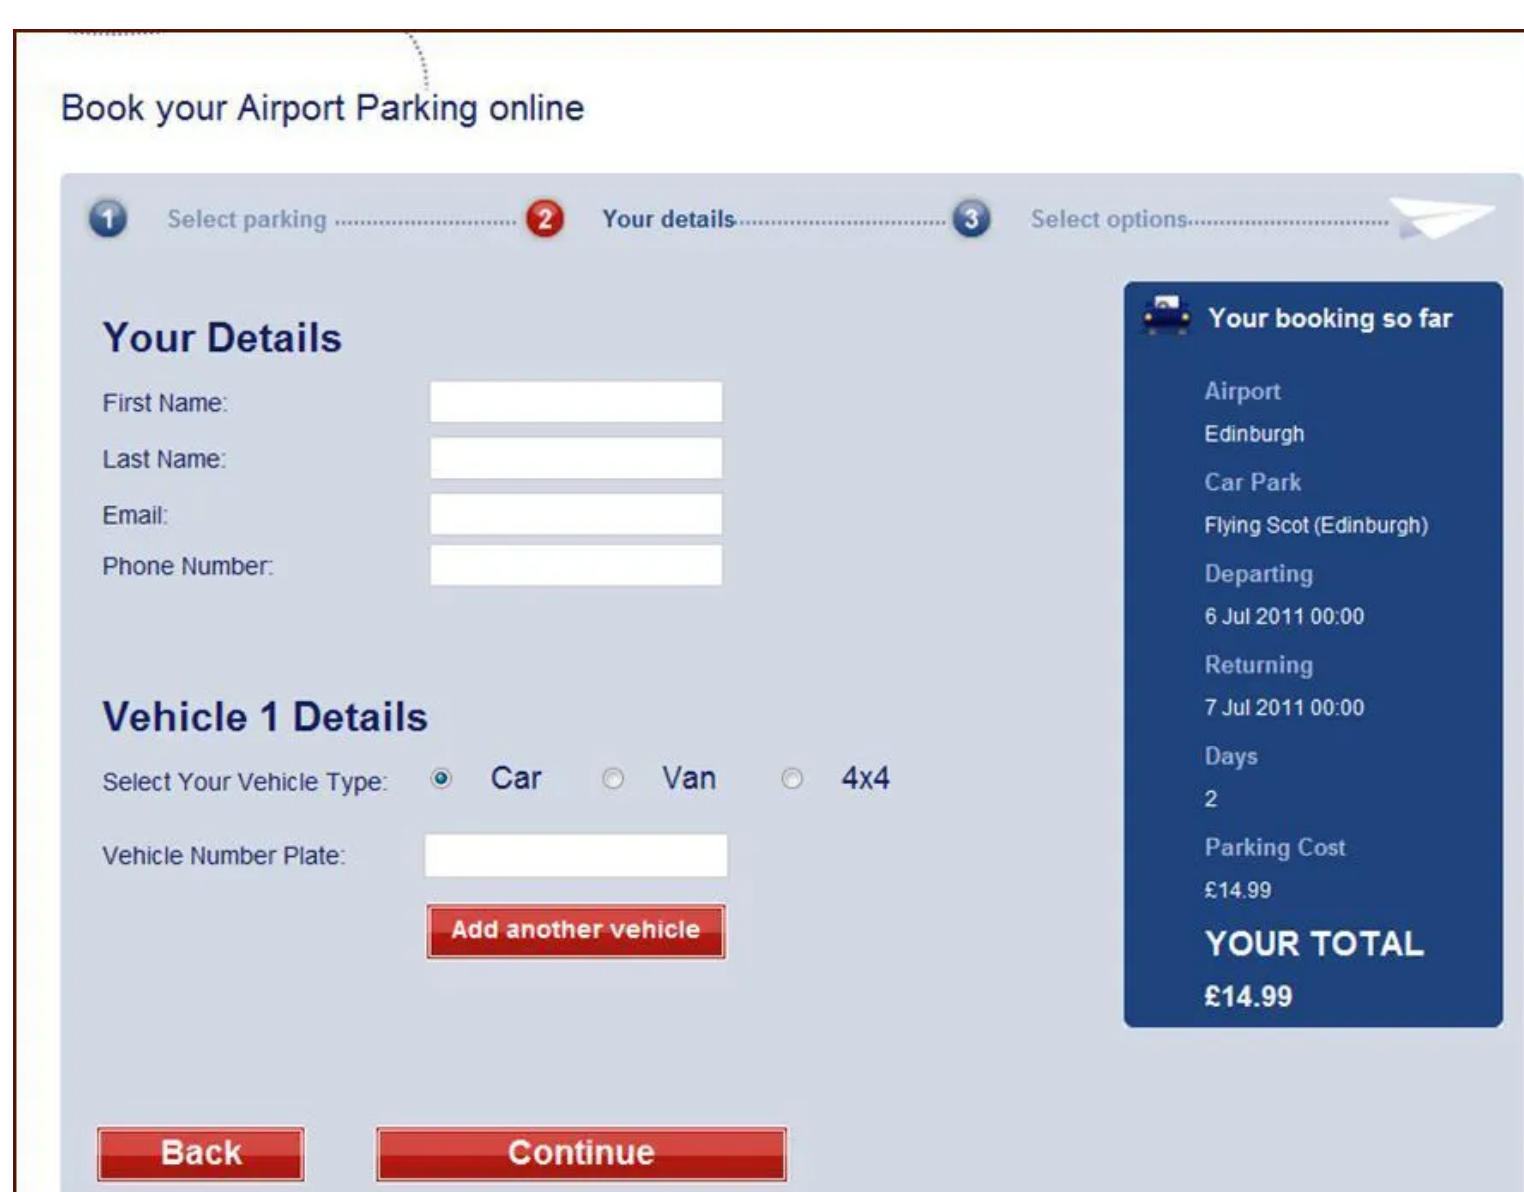 Book your Airport Parking online
1 Select parking 2 Your details 3 Select options
Your Details
First Name:
Last Name:
Email:
Phone Number:
Vehicle 1 Details
Select Your Vehicle Type: Car Van 4x4
Vehicle Number Plate:
Add another vehicle
Back Continue
Your booking so far
Airport
Edinburgh
Car Park
Flying Scot (Edinburgh)
Departing
6 Jul 2011 00:00
Returning
7 Jul 2011 00:00
Days
2
Parking Cost
£14.99
YOUR TOTAL
£14.99